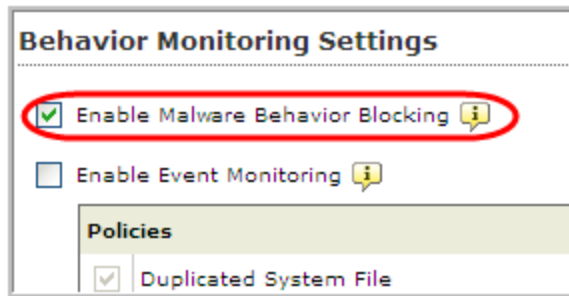 Behavior Monitoring Settings
Enable Malware Behavior Blocking
Enable Event Monitoring
Policies
Duplicated System File